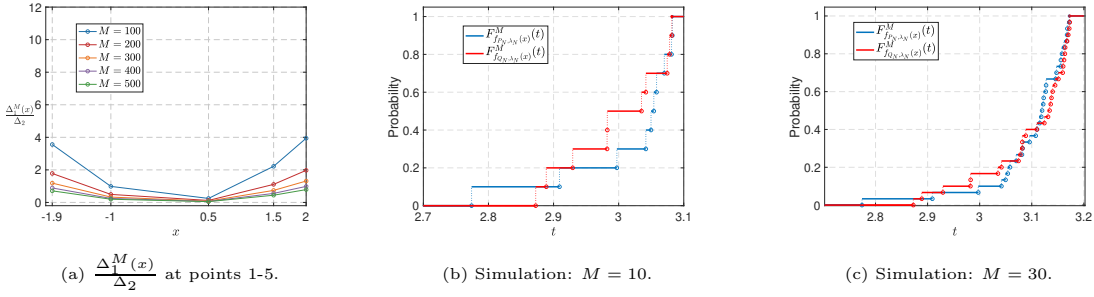 12
10
8
6
4
2
0
-1.9
-1
0.5
1.5
2
x
Δ₁ᴹ(x)
Δ₂
M = 100
M = 200
M = 300
M = 400
M = 500
(a) Δ₁ᴹ(x)/Δ₂ at points 1-5.
1
0.8
0.6
0.4
0.2
0
Probability
2.7
2.8
2.9
3
3.1
t
F^M_{f_{P_N,λ_N}(x)}(t)
F^M_{f_{Q_N,λ_N}(x)}(t)
(b) Simulation: M = 10.
1
0.8
0.6
0.4
0.2
0
Probability
2.8
2.9
3
3.1
3.2
t
F^M_{f_{P_N,λ_N}(x)}(t)
F^M_{f_{Q_N,λ_N}(x)}(t)
(c) Simulation: M = 30.